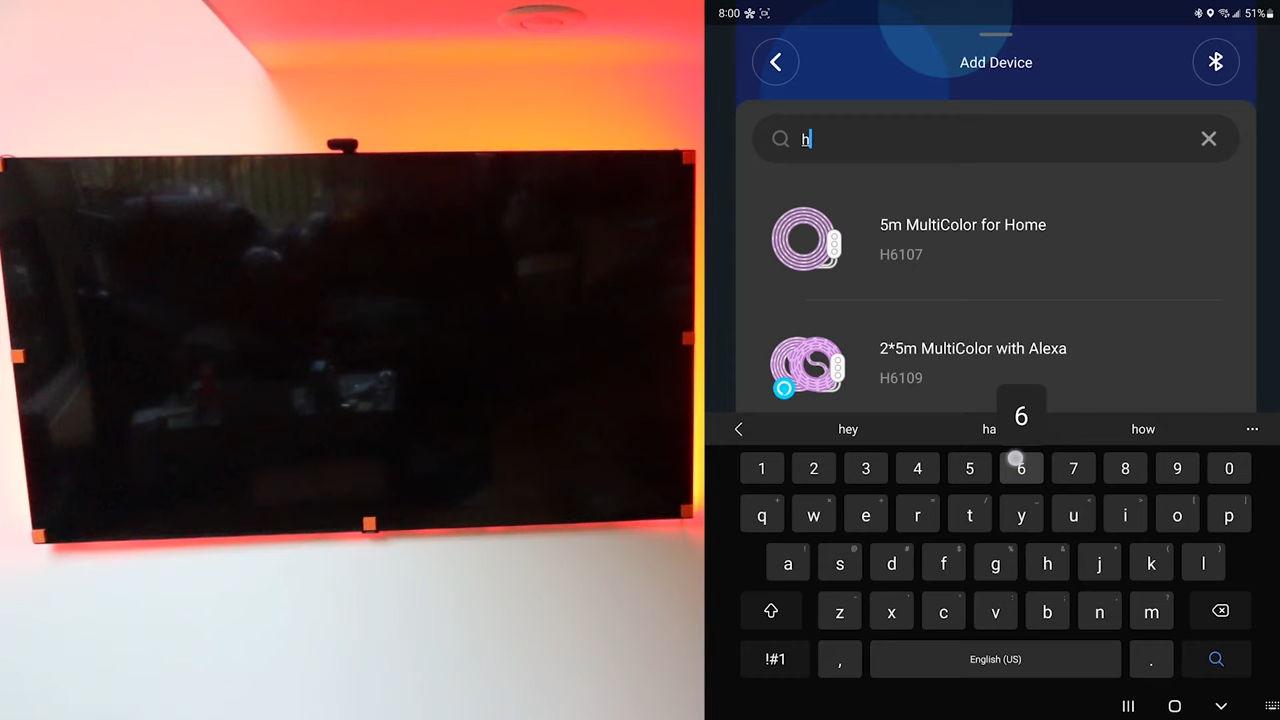 8:00
51%
Add Device
h
5m MultiColor for Home
H6107
2*5m MultiColor with Alexa
H6109
6
hey
ha
how
1 2 3 4 5 6 7 8 9 0
q w e r t y u i o p
a s d f g h j k l
z x c v b n m
!#1 , English (US) .